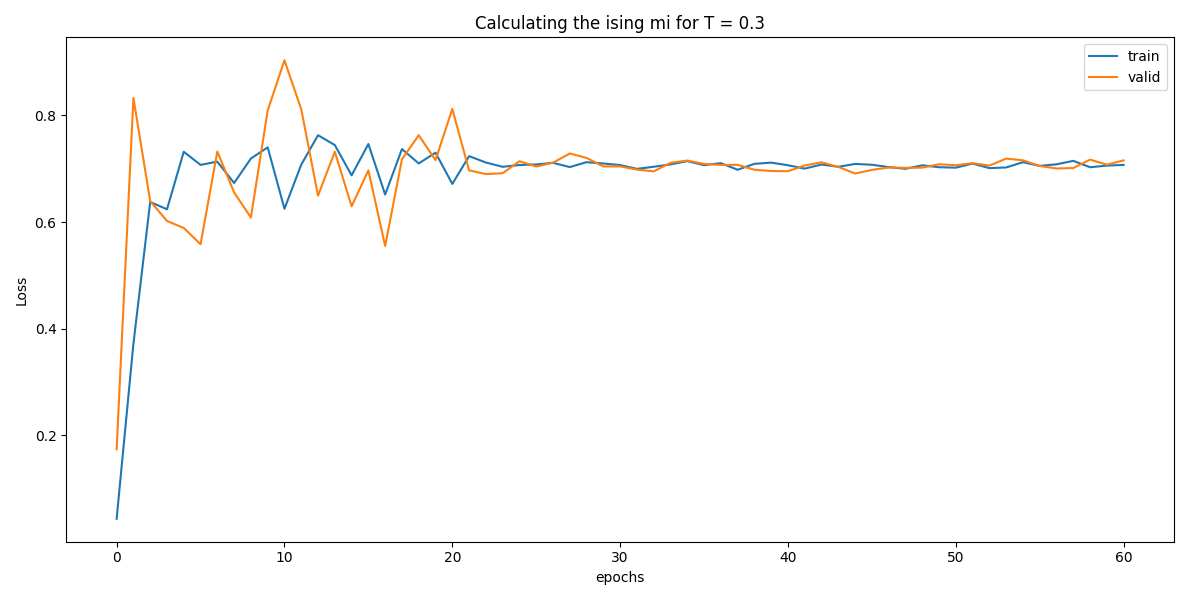 Calculating the ising mi for T = 0.3
train
valid
Loss
0.8
0.6
0.4
0.2
0 10 20 30 40 50 60
epochs